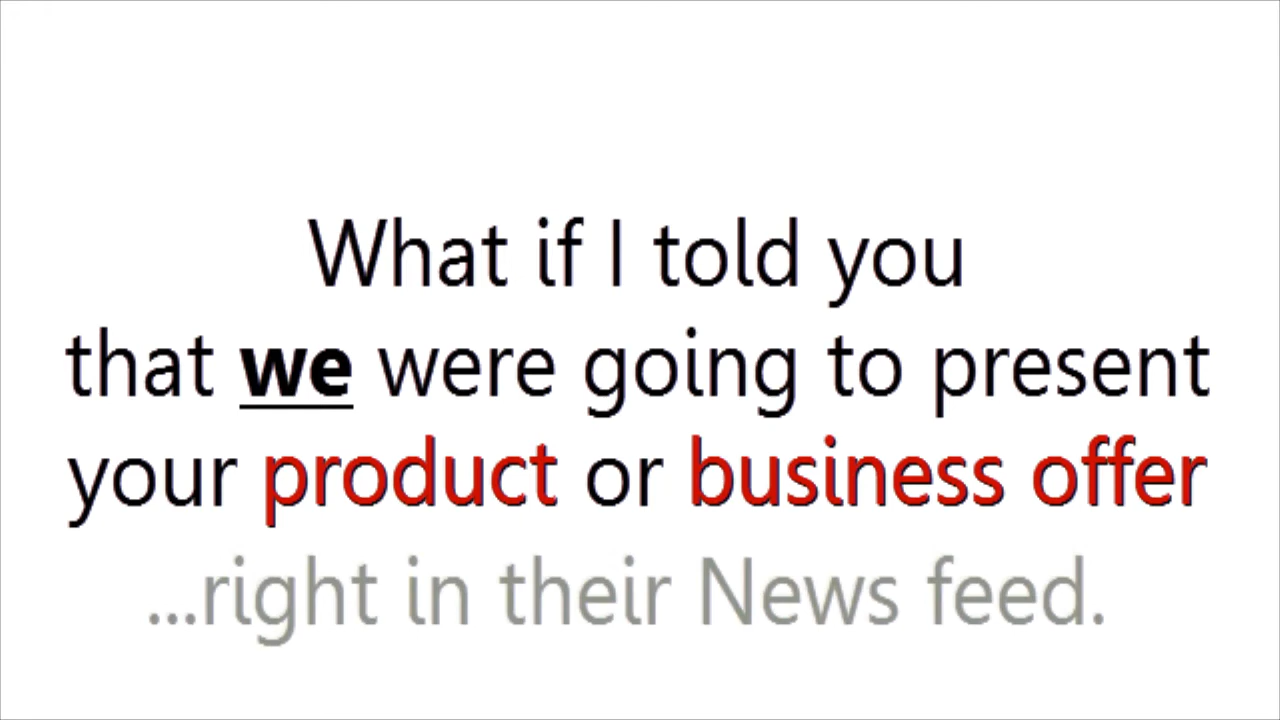 What if I told you
that we were going to present
your product or business offer
...right in their News feed.